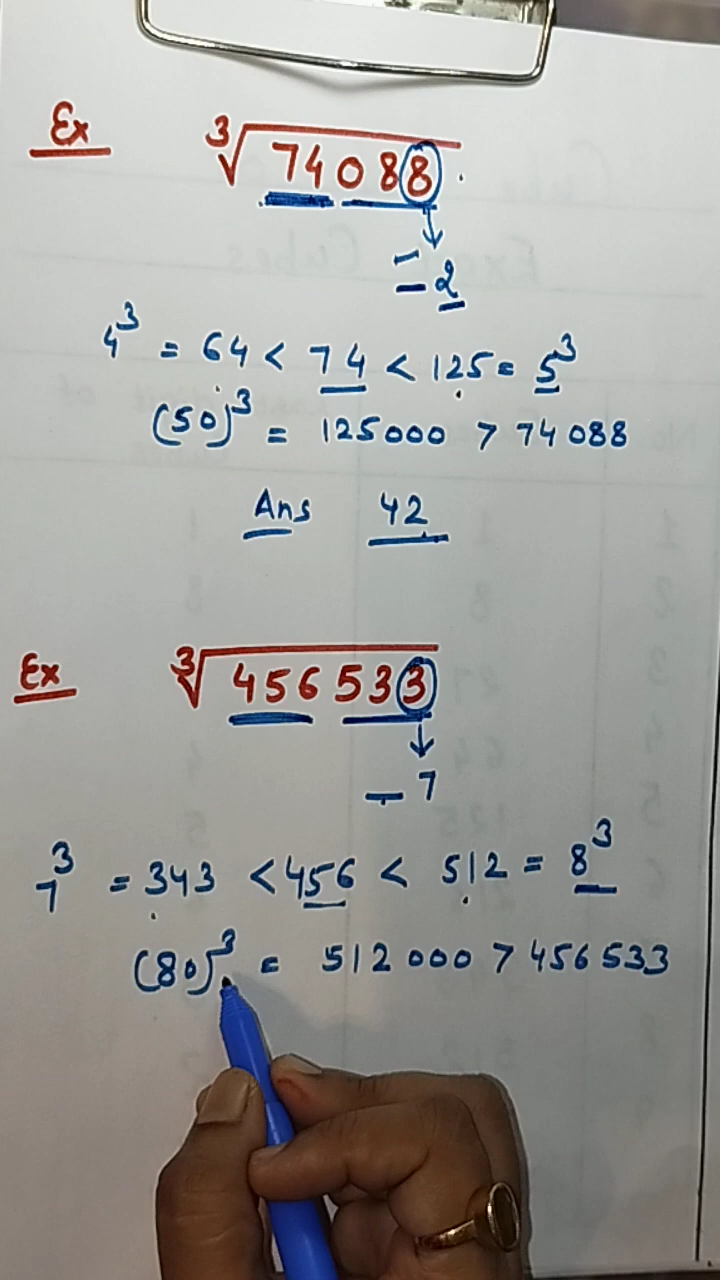 Ex ∛74088
_ 2
4³ = 64 < 74 < 125 = 5³
(50)³ = 125000 > 74088
Ans 42
Ex ∛456533
_ 7
7³ = 343 < 456 < 512 = 8³
(80)³ = 512000 > 456533